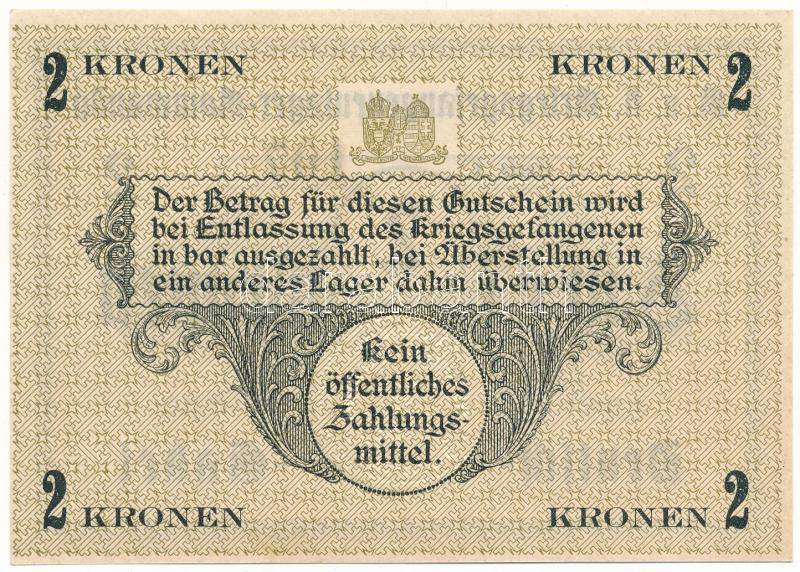 2 KRONEN KRONEN 2
Der Betrag für diesen Gutschein wird
bei Entlassung des Kriegsgefangenen
in bar ausgezahlt, bei Überstellung in
ein anderes Lager dahin überwiesen.
Kein
öffentliches
Zahlungs-
mittel.
2 KRONEN KRONEN 2